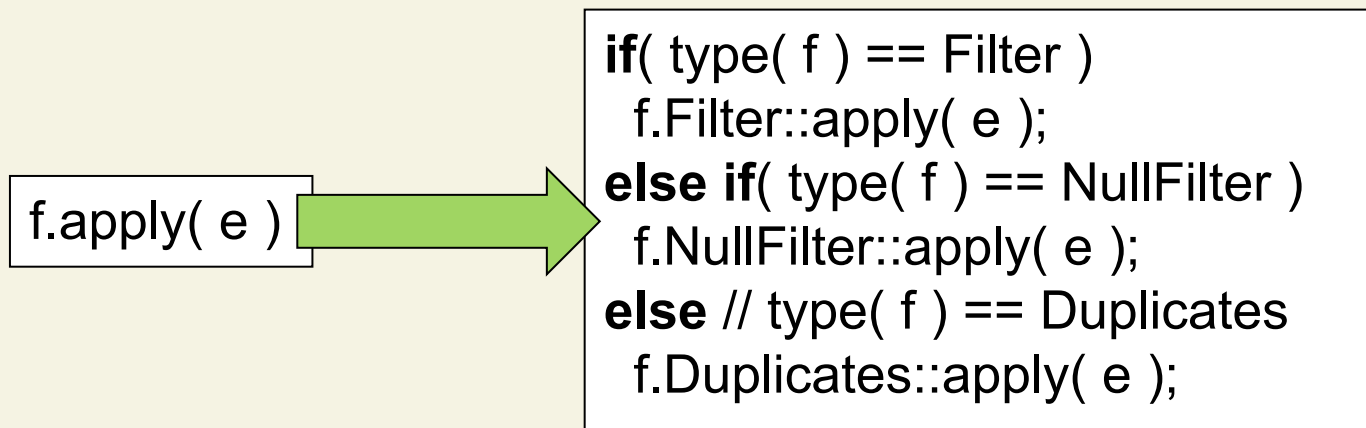 f.apply( e )
if( type( f ) == Filter )
f.Filter::apply( e );
else if( type( f ) == NullFilter )
f.NullFilter::apply( e );
else // type( f ) == Duplicates
f.Duplicates::apply( e );